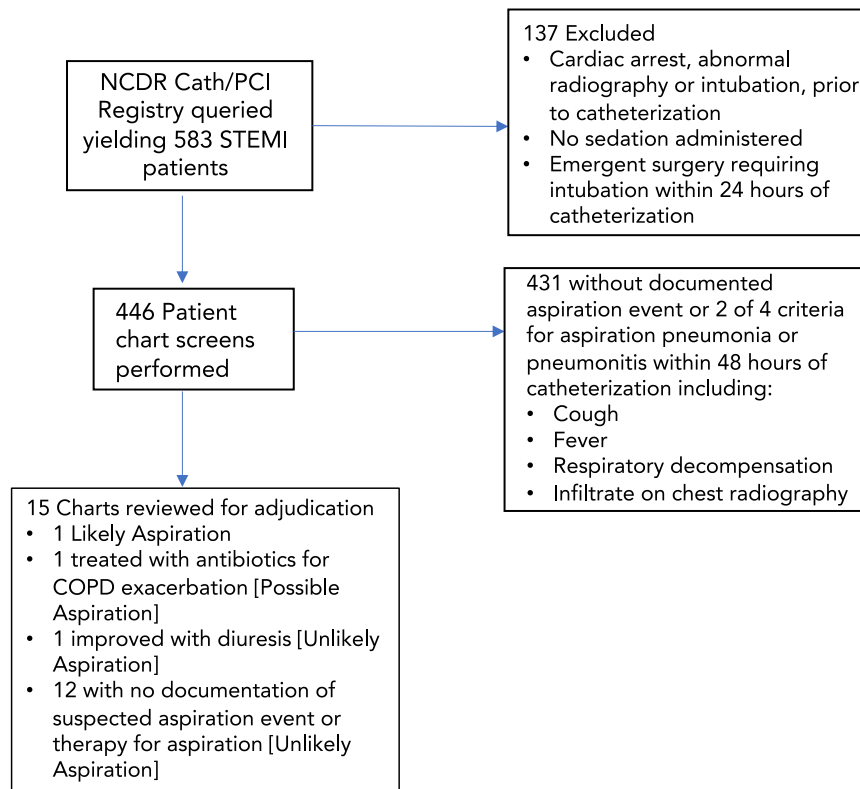 NCDR Cath/PCI
Registry queried
yielding 583 STEMI
patients
137 Excluded
• Cardiac arrest, abnormal
radiography or intubation, prior
to catheterization
• No sedation administered
• Emergent surgery requiring
intubation within 24 hours of
catheterization
446 Patient
chart screens
performed
431 without documented
aspiration event or 2 of 4 criteria
for aspiration pneumonia or
pneumonitis within 48 hours of
catheterization including:
• Cough
• Fever
• Respiratory decompensation
• Infiltrate on chest radiography
15 Charts reviewed for adjudication
• 1 Likely Aspiration
• 1 treated with antibiotics for
COPD exacerbation [Possible
Aspiration]
• 1 improved with diuresis [Unlikely
Aspiration]
• 12 with no documentation of
suspected aspiration event or
therapy for aspiration [Unlikely
Aspiration]